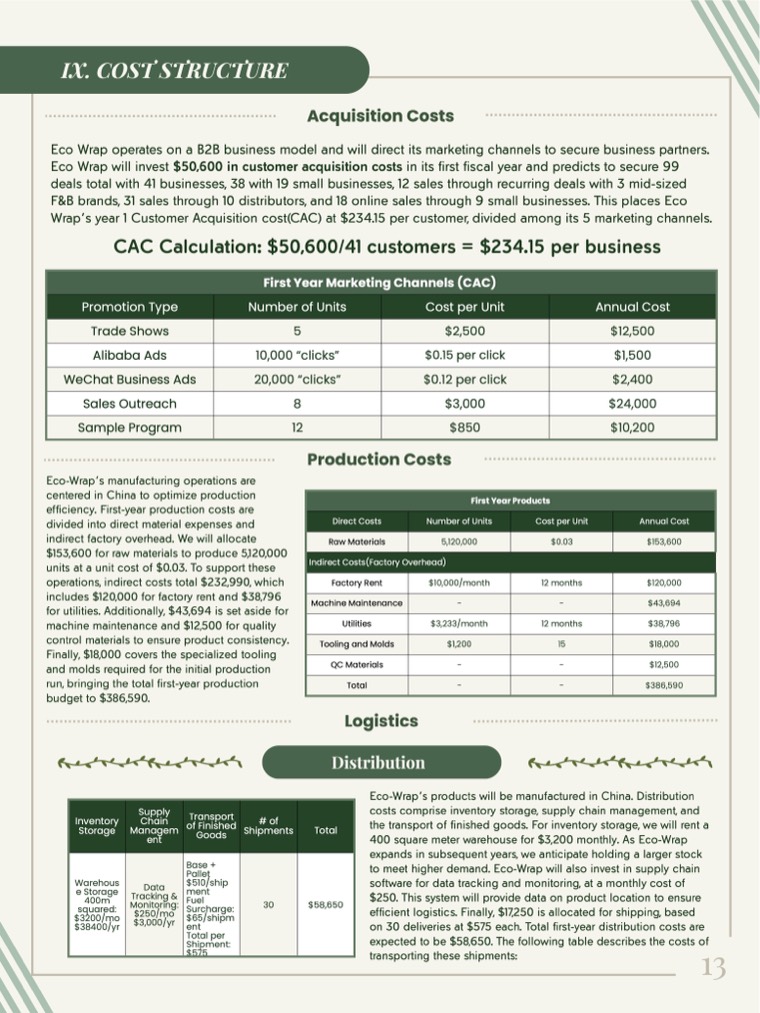 IX. COST STRUCTURE
Acquisition Costs
Eco Wrap operates on a B2B business model and will direct its marketing channels to secure business partners.
Eco Wrap will invest $50,600 in customer acquisition costs in its first fiscal year and predicts to secure 99
deals total with 41 businesses, 38 with 19 small businesses, 12 sales through recurring deals with 3 mid-sized
F&B brands, 31 sales through 10 distributors, and 18 online sales through 9 small businesses. This places Eco
Wrap's year 1 Customer Acquisition cost(CAC) at $234.15 per customer, divided among its 5 marketing channels.
CAC Calculation: $50,600/41 customers = $234.15 per business
First Year Marketing Channels (CAC)
Promotion Type Number of Units Cost per Unit Annual Cost
Trade Shows 5 $2,500 $12,500
Alibaba Ads 10,000 “clicks” $0.15 per click $1,500
WeChat Business Ads 20,000 “clicks” $0.12 per click $2,400
Sales Outreach 8 $3,000 $24,000
Sample Program 12 $850 $10,200
Production Costs
Eco-Wrap's manufacturing operations are
centered in China to optimize production
efficiency. First-year production costs are
divided into direct material expenses and
indirect factory overhead. We will allocate
$153,600 for raw materials to produce 5,120,000
units at a unit cost of $0.03. To support these
operations, indirect costs total $232,990, which
includes $120,000 for factory rent and $38,796
for utilities. Additionally, $43,694 is set aside for
machine maintenance and $12,500 for quality
control materials to ensure product consistency.
Finally, $18,000 covers the specialized tooling
and molds required for the initial production
run, bringing the total first-year production
budget to $386,590.
First Year Products
Direct Costs Number of Units Cost per Unit Annual Cost
Raw Materials 5,120,000 $0.03 $153,600
Indirect Costs(Factory Overhead)
Factory Rent $10,000/month 12 months $120,000
Machine Maintenance - - $43,694
Utilities $3,233/month 12 months $38,796
Tooling and Molds $1,200 15 $18,000
QC Materials - - $12,500
Total - - $386,590
Logistics
Distribution
Inventory
Storage
Supply
Chain
Managem
ent
Transport
of Finished
Goods
# of
Shipments
Total
Warehous
e Storage
400m
squared:
$3200/mo
$38400/yr
Data
Tracking &
Monitoring:
$250/mo
$3,000/yr
Base +
Pallet
$510/ship
ment
Fuel
Surcharge:
$65/shipm
ent
Total per
Shipment:
$575
30
$58,650
Eco-Wrap's products will be manufactured in China. Distribution
costs comprise inventory storage, supply chain management, and
the transport of finished goods. For inventory storage, we will rent a
400 square meter warehouse for $3,200 monthly. As Eco-Wrap
expands in subsequent years, we anticipate holding a larger stock
to meet higher demand. Eco-Wrap will also invest in supply chain
software for data tracking and monitoring, at a monthly cost of
$250. This system will provide data on product location to ensure
efficient logistics. Finally, $17,250 is allocated for shipping, based
on 30 deliveries at $575 each. Total first-year distribution costs are
expected to be $58,650. The following table describes the costs of
transporting these shipments:
13